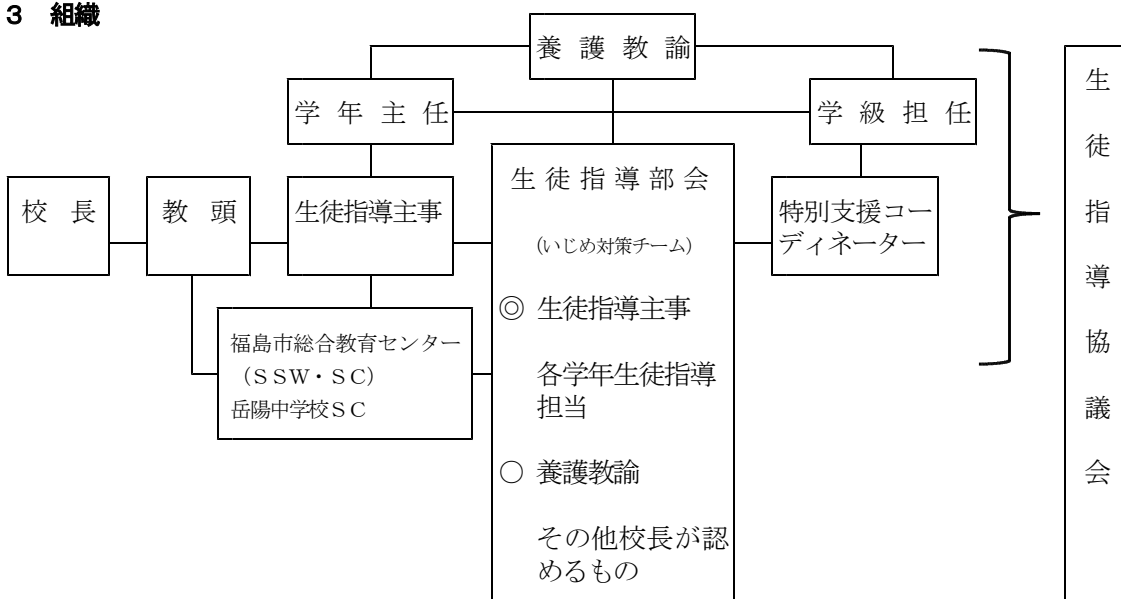 3 組織
養護教諭
学年主任
学級担任
校長
教頭
生徒指導主事
生徒指導部会
(いじめ対策チーム)
◎ 生徒指導主事
各学年生徒指導
担当
○ 養護教諭
その他校長が認
めるもの
特別支援コー
ディネーター
福島市総合教育センター
(SSW・SC)
岳陽中学校SC
生徒指導協議会